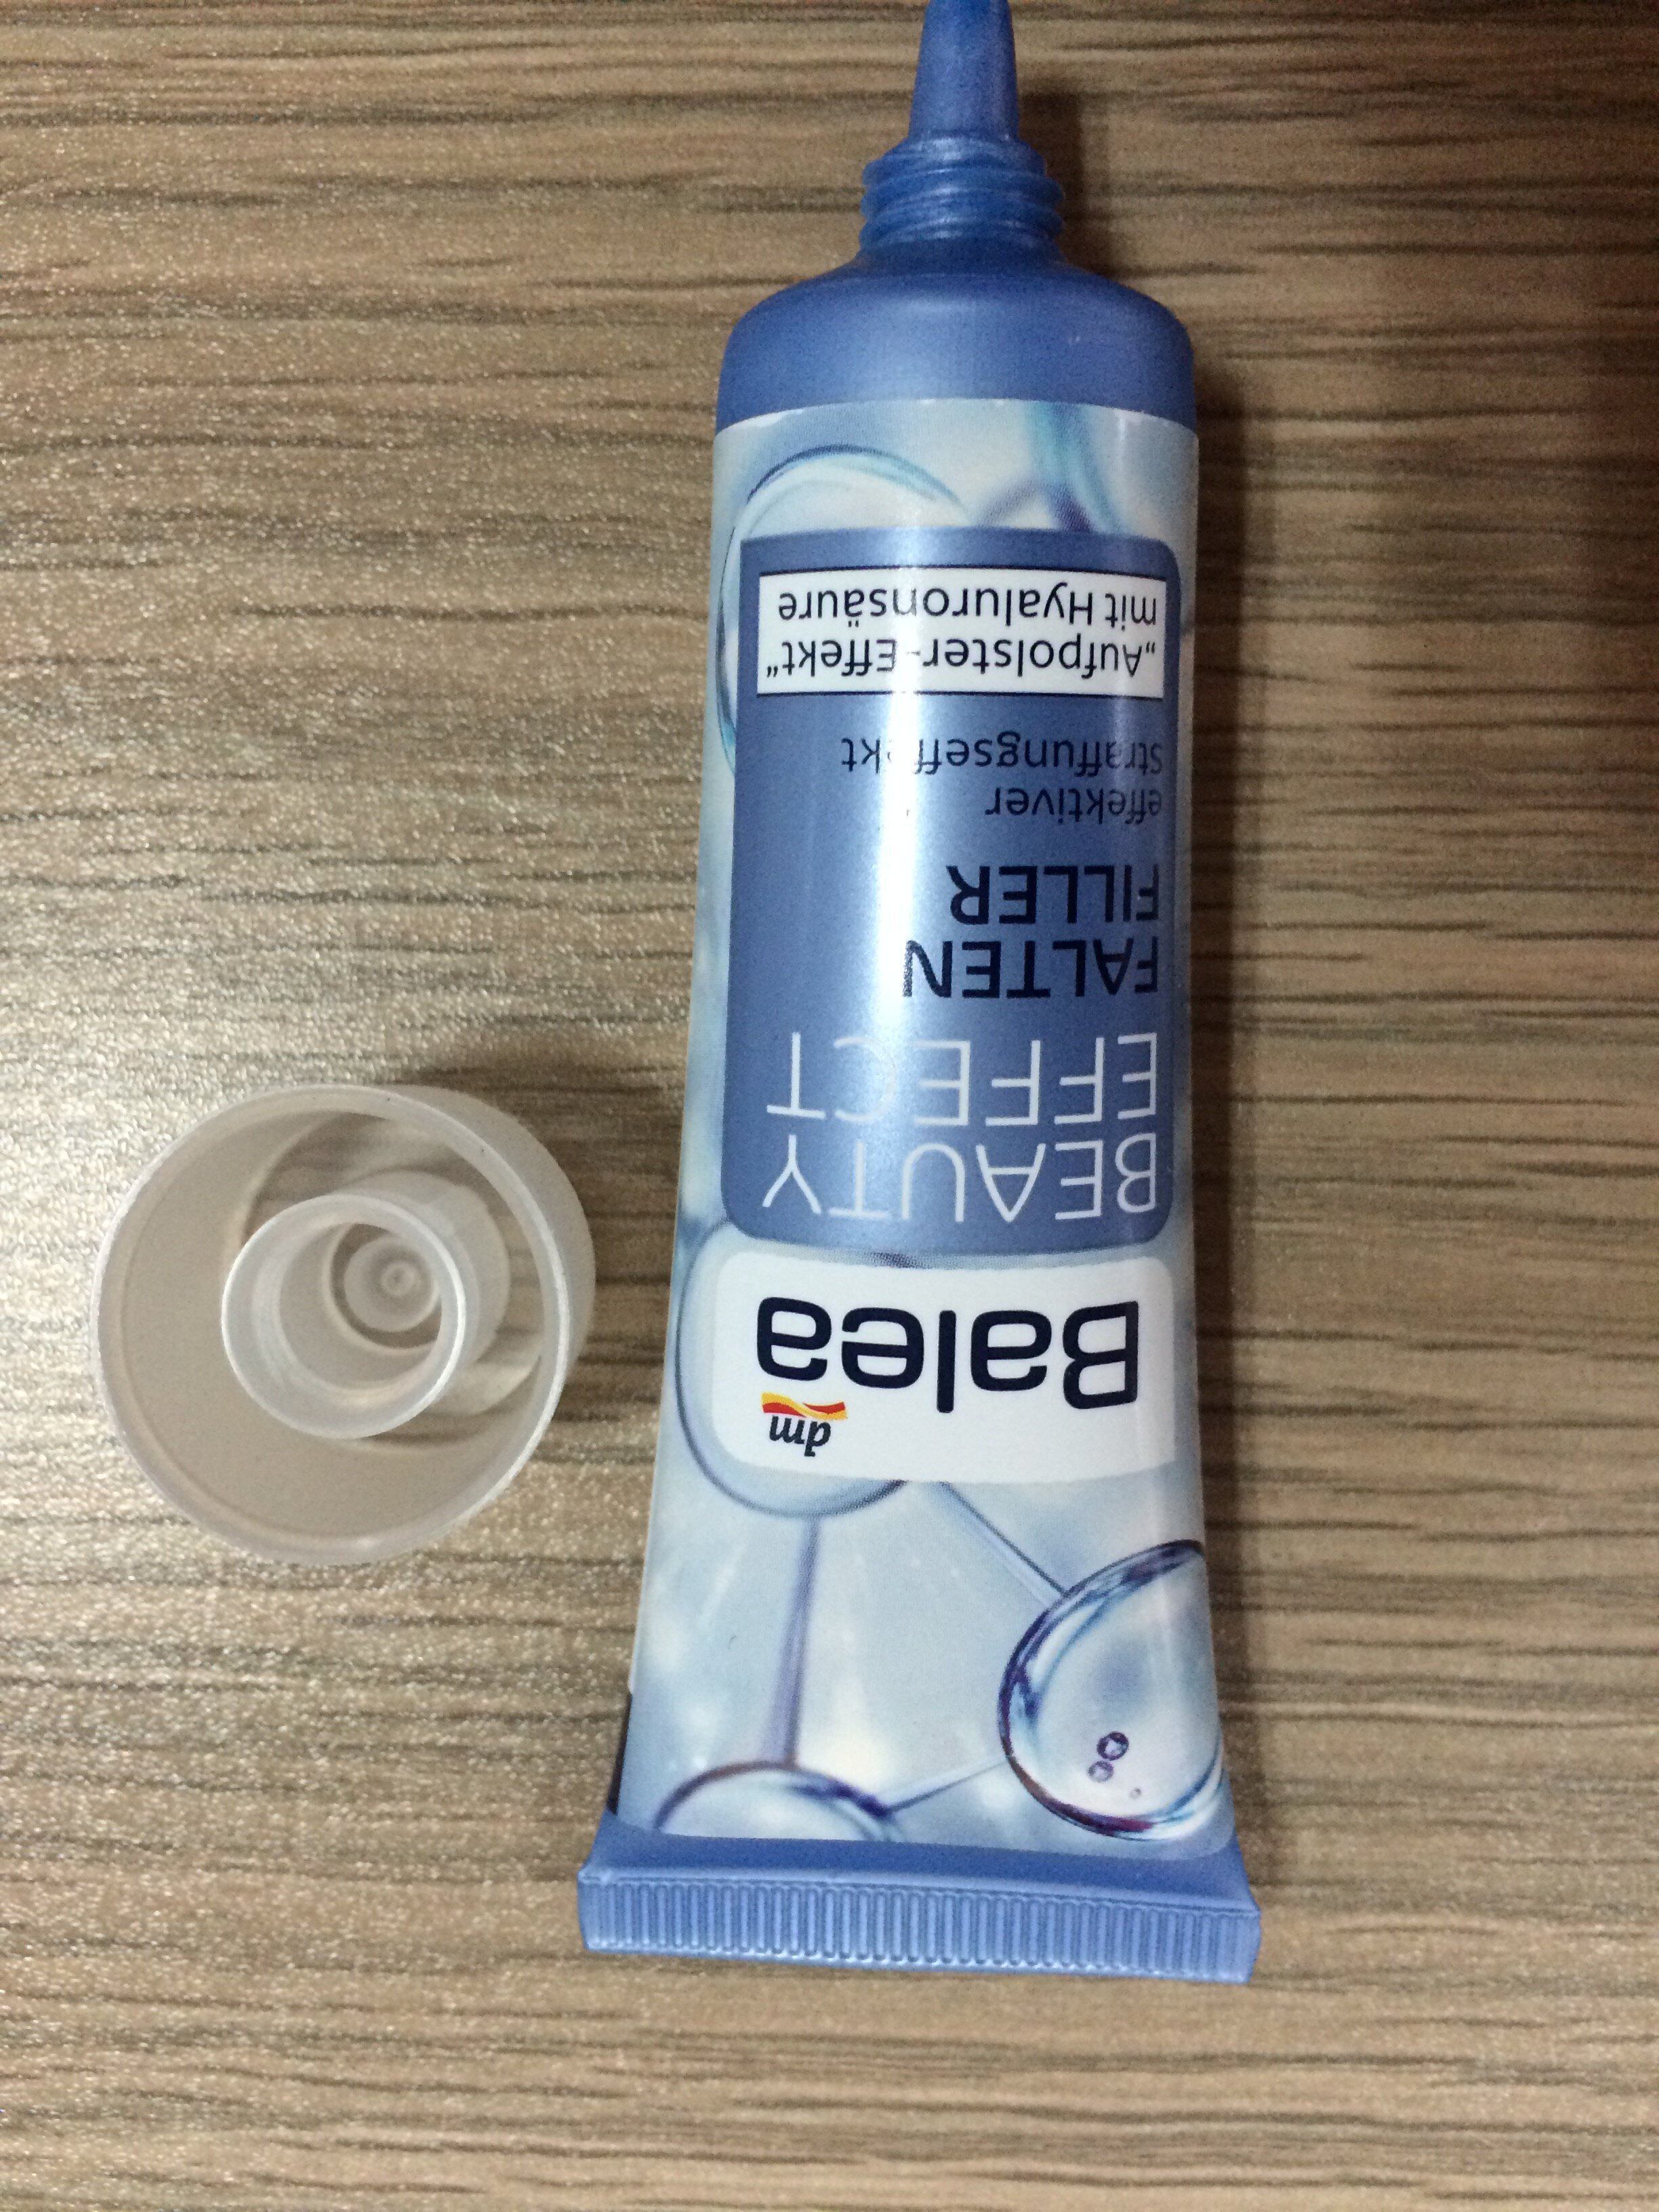 dm
Balea
BEAUTY
EFFECT
FALTEN
FILLER
effektiver
Straffungseffekt
„Aufpolster-Effekt“
mit Hyaluronsäure